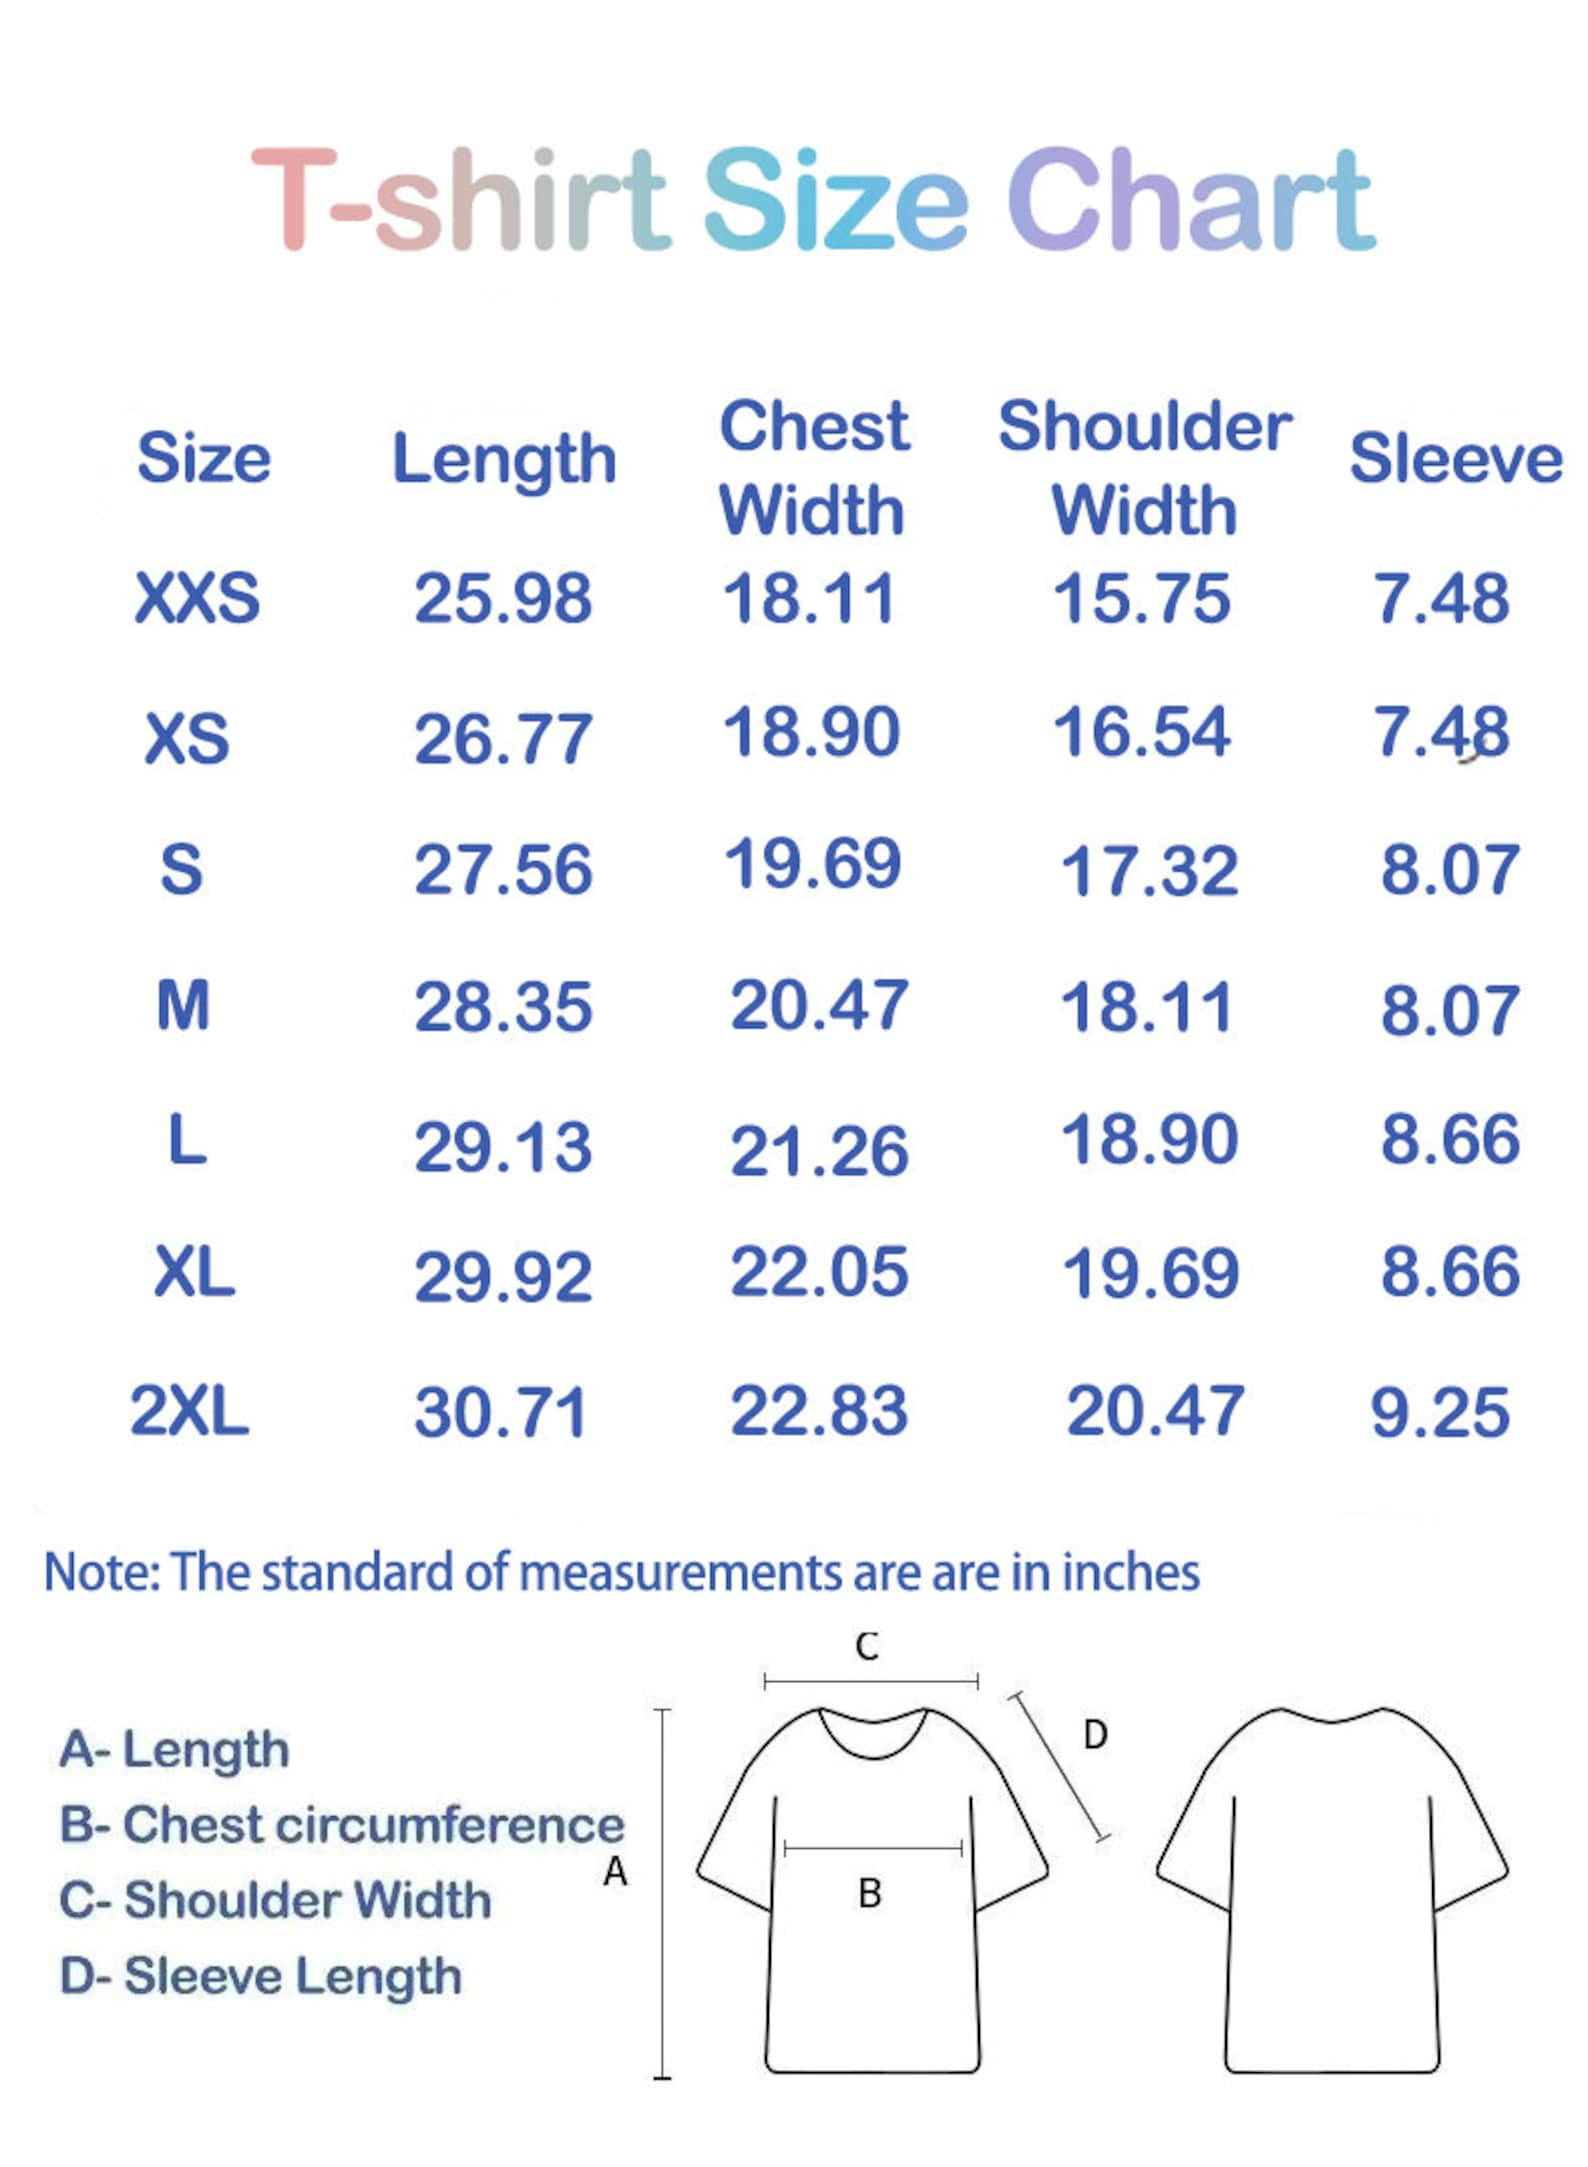 T-shirt Size Chart
Size Length Chest Width Shoulder Width Sleeve
XXS 25.98 18.11 15.75 7.48
XS 26.77 18.90 16.54 7.48
S 27.56 19.69 17.32 8.07
M 28.35 20.47 18.11 8.07
L 29.13 21.26 18.90 8.66
XL 29.92 22.05 19.69 8.66
2XL 30.71 22.83 20.47 9.25
Note: The standard of measurements are are in inches
A- Length
B- Chest circumference
C- Shoulder Width
D- Sleeve Length
C
D
A
B